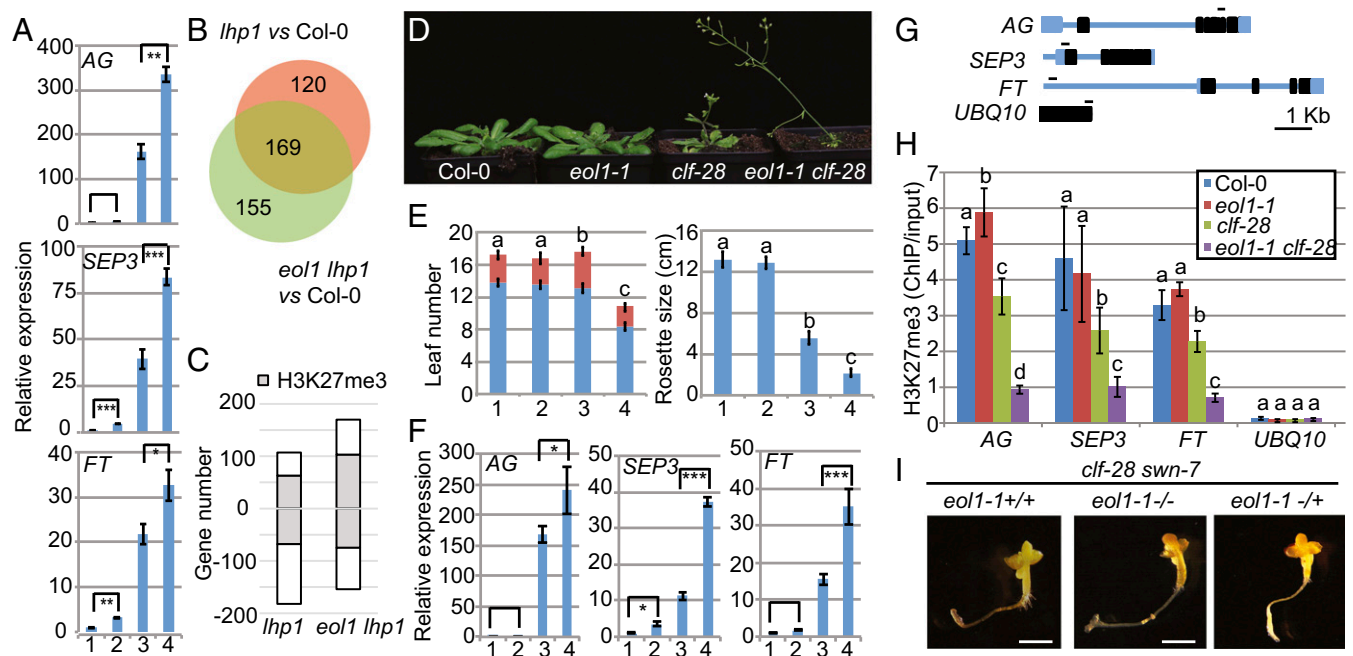 A
Relative expression
AG
400
300
200
100
0
**
SEP3
100
75
50
25
0
***
***
FT
40
30
20
10
0
**
*
1 2 3 4
B
lhp1 vs Col-0
120
169
155
eol1 lhp1
vs Col-0
C
H3K27me3
Gene number
200
100
0
-100
-200
lhp1 eol1 lhp1
D
Col-0 eol1-1 clf-28 eol1-1 clf-28
E
Leaf number
20
16
12
8
4
0
a a b c
1 2 3 4
Rosette size (cm)
16
12
8
4
0
a a b c
1 2 3 4
F
Relative expression
AG
300
250
200
150
100
50
0
*
1 2 3 4
SEP3
50
40
30
20
10
0
*
***
1 2 3 4
FT
50
40
30
20
10
0
***
1 2 3 4
G
AG
SEP3
FT
UBQ10
1 Kb
H
H3K27me3 (ChIP/input)
7
6
5
4
3
2
1
0
Col-0
eol1-1
clf-28
eol1-1 clf-28
a b c d
a a b c
a a b c
a a a a
AG SEP3 FT UBQ10
I
clf-28 swn-7
eol1-1+/+ eol1-1-/- eol1-1 -/+